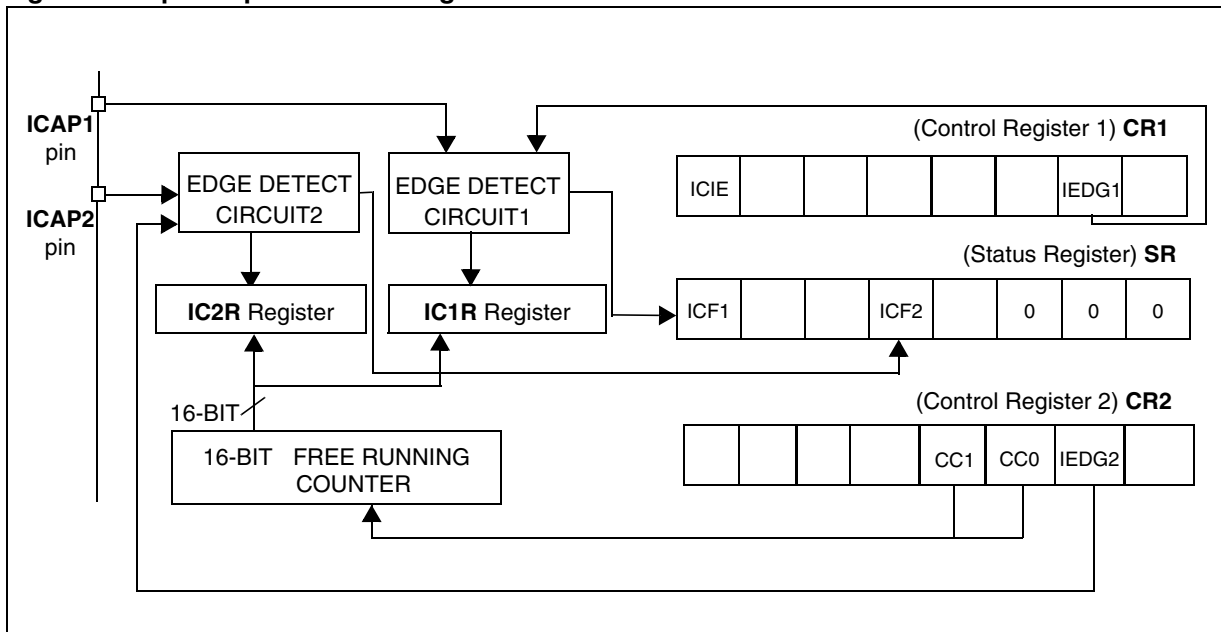 ICAP1
pin
ICAP2
pin
EDGE DETECT
CIRCUIT2
EDGE DETECT
CIRCUIT1
IC2R Register
IC1R Register
16-BIT
16-BIT FREE RUNNING
COUNTER
(Control Register 1) CR1
ICIE
IEDG1
(Status Register) SR
ICF1
ICF2
0
0
0
(Control Register 2) CR2
CC1
CC0
IEDG2